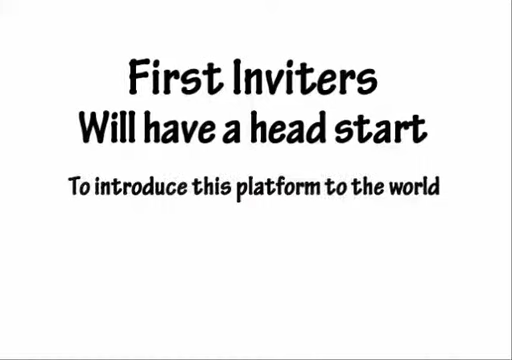 First Inviters
Will have a head start
To introduce this platform to the world